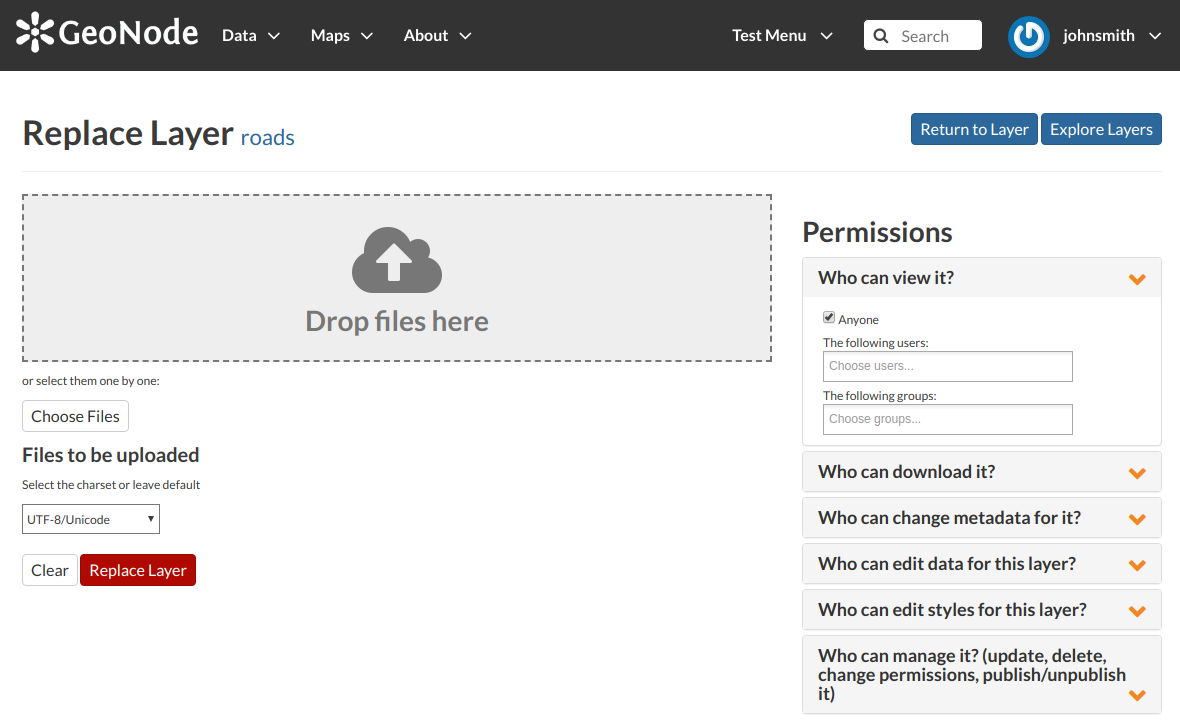 GeoNode Data Maps About Test Menu Search johnsmith
Replace Layer roads
Return to Layer Explore Layers
Drop files here
or select them one by one:
Choose Files
Files to be uploaded
Select the charset or leave default
UTF-8/Unicode
Clear Replace Layer
Permissions
Who can view it?
Anyone
The following users:
Choose users...
The following groups:
Choose groups...
Who can download it?
Who can change metadata for it?
Who can edit data for this layer?
Who can edit styles for this layer?
Who can manage it? (update, delete,
change permissions, publish/unpublish
it)